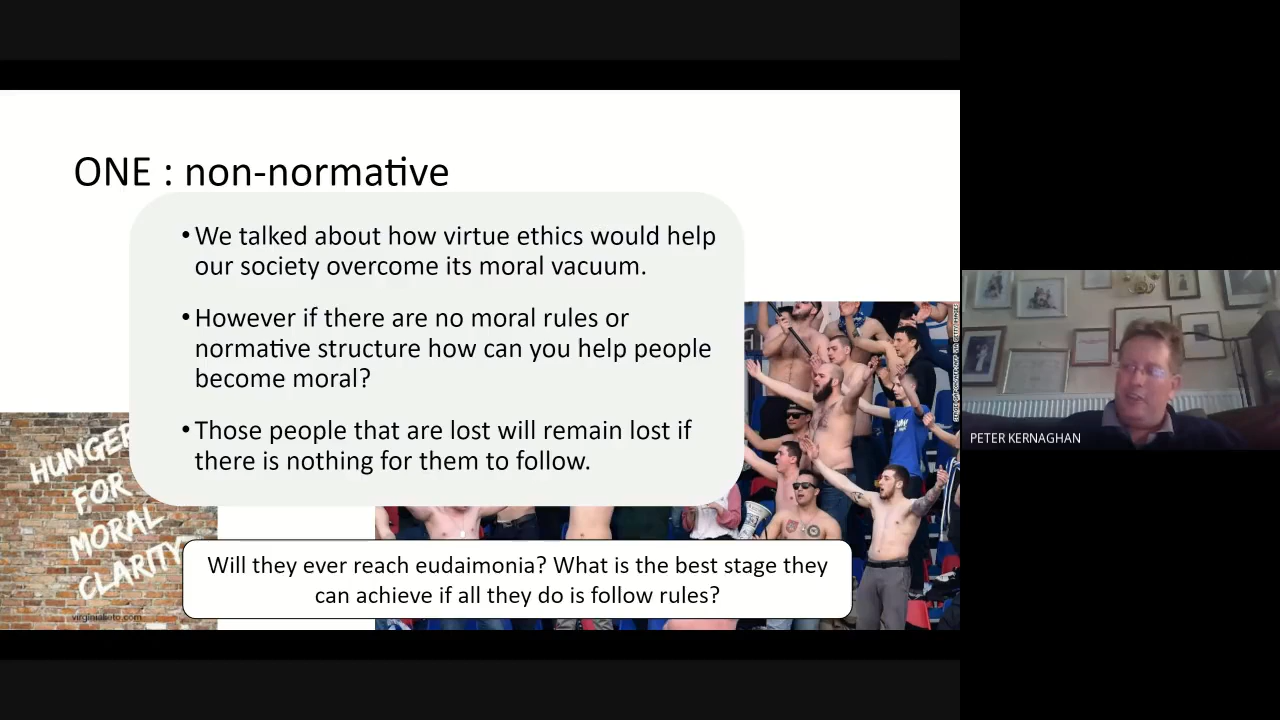 ONE : non-normative
•We talked about how virtue ethics would help
our society overcome its moral vacuum.
•However if there are no moral rules or
normative structure how can you help people
become moral?
•Those people that are lost will remain lost if
there is nothing for them to follow.
HUNGER
FOR
MORAL
CLARITY
Will they ever reach eudaimonia? What is the best stage they
can achieve if all they do is follow rules?
PETER KERNAGHAN